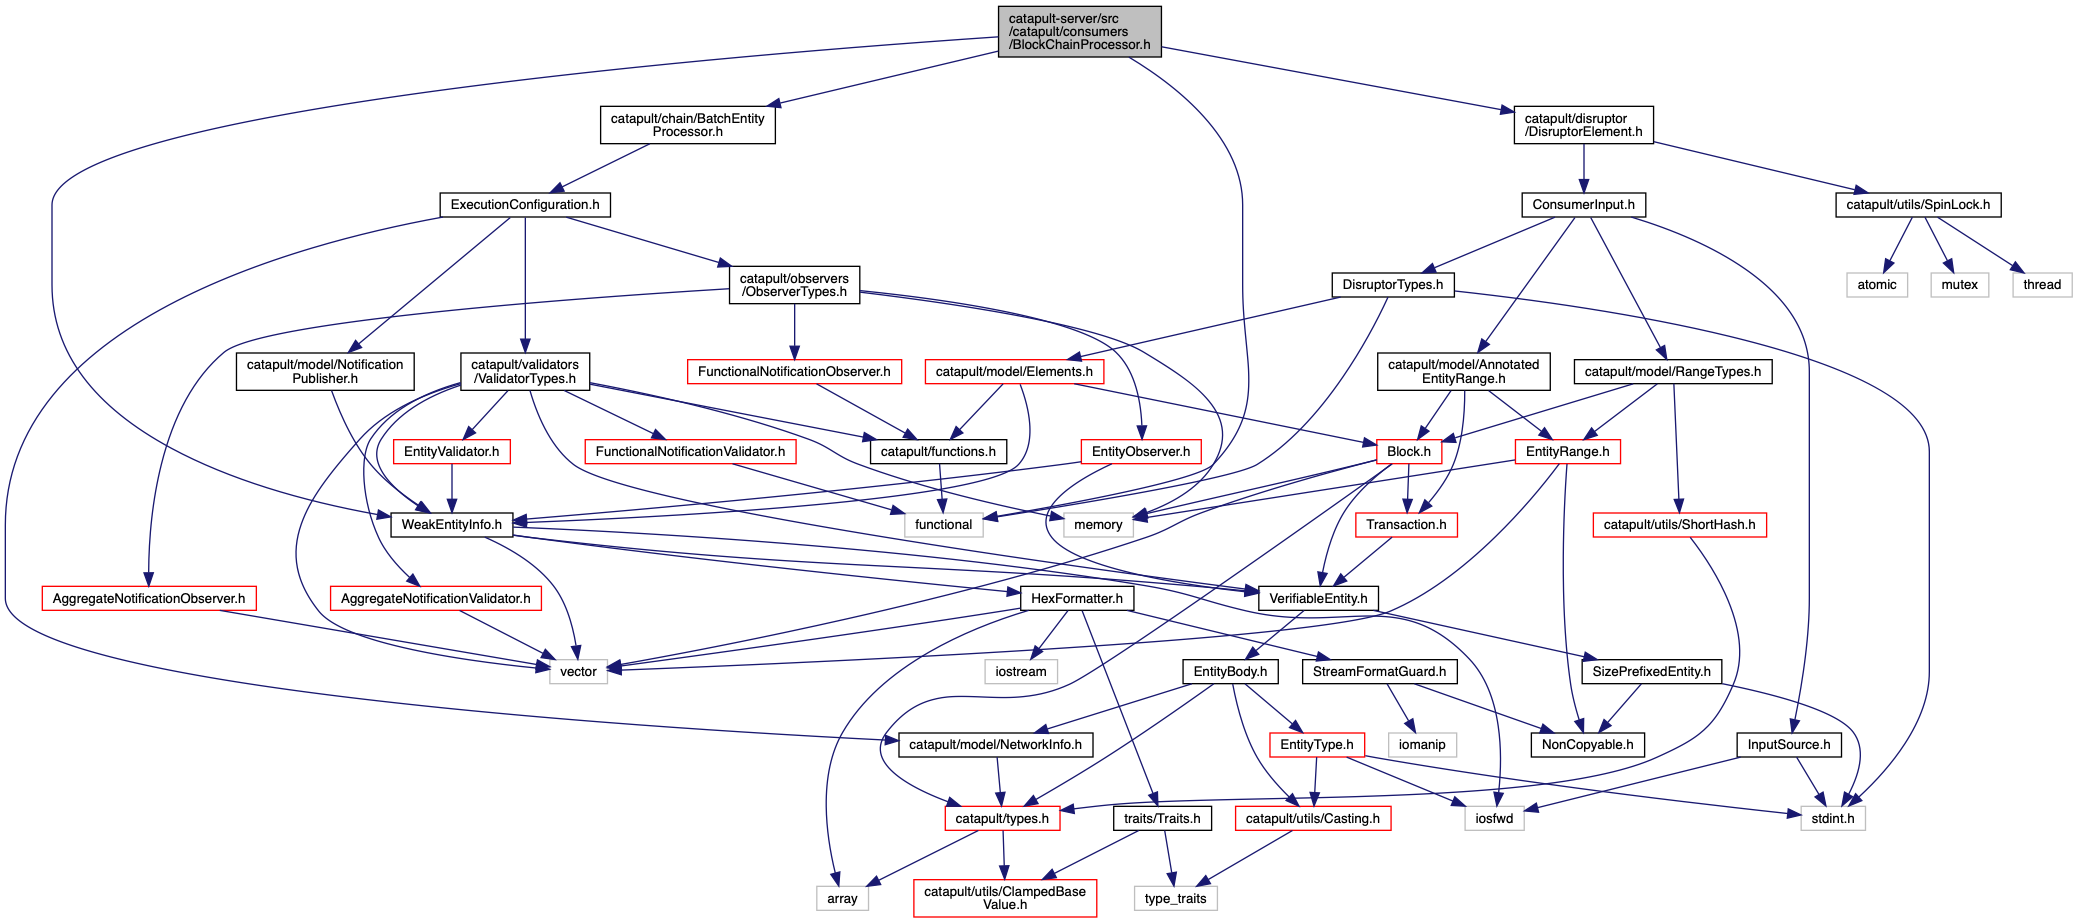 catapult-server/src
/catapult/consumers
/BlockChainProcessor.h
catapult/chain/BatchEntity
Processor.h
catapult/disruptor
/DisruptorElement.h
ExecutionConfiguration.h
ConsumerInput.h
catapult/utils/SpinLock.h
catapult/observers
/ObserverTypes.h
DisruptorTypes.h
atomic
mutex
thread
catapult/model/Notification
Publisher.h
catapult/validators
/ValidatorTypes.h
FunctionalNotificationObserver.h
catapult/model/Elements.h
catapult/model/Annotated
EntityRange.h
catapult/model/RangeTypes.h
EntityValidator.h
FunctionalNotificationValidator.h
catapult/functions.h
EntityObserver.h
Block.h
EntityRange.h
WeakEntityInfo.h
functional
memory
Transaction.h
catapult/utils/ShortHash.h
AggregateNotificationObserver.h
AggregateNotificationValidator.h
HexFormatter.h
VerifiableEntity.h
vector
iostream
EntityBody.h
StreamFormatGuard.h
SizePrefixedEntity.h
catapult/model/NetworkInfo.h
EntityType.h
iomanip
NonCopyable.h
InputSource.h
catapult/types.h
traits/Traits.h
catapult/utils/Casting.h
iosfwd
stdint.h
array
catapult/utils/ClampedBase
Value.h
type_traits